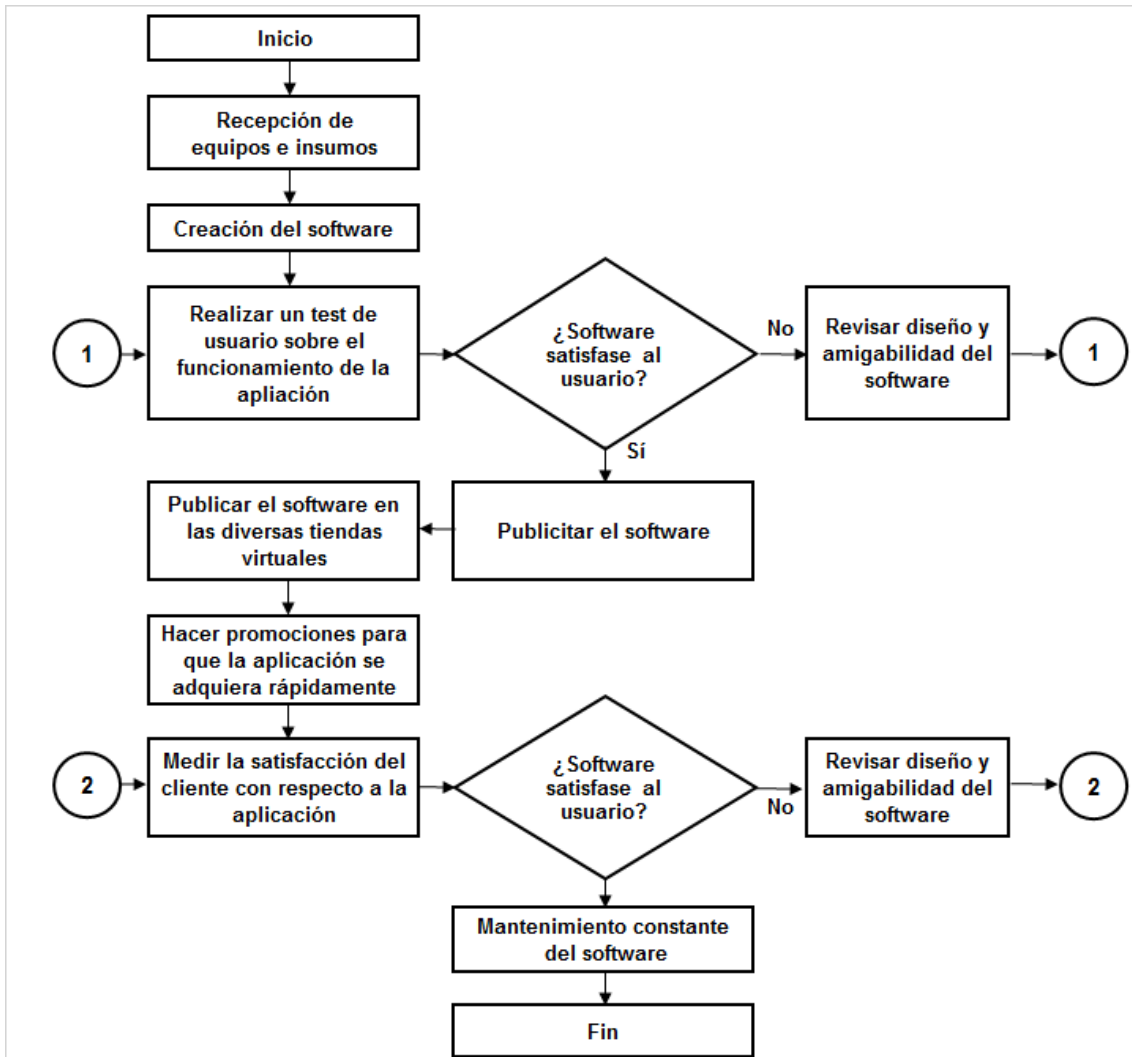 Inicio
Recepción de
equipos e insumos
Creación del software
1
Realizar un test de
usuario sobre el
funcionamiento de la
apliación
¿Software
satisfase al
usuario?
No
Revisar diseño y
amigabilidad del
software
1
Sí
Publicitar el software
Publicar el software en
las diversas tiendas
virtuales
Hacer promociones para
que la aplicación se
adquiera rápidamente
2
Medir la satisfacción del
cliente con respecto a la
aplicación
¿Software
satisfase al
usuario?
No
Revisar diseño y
amigabilidad del
software
2
Mantenimiento constante
del software
Fin